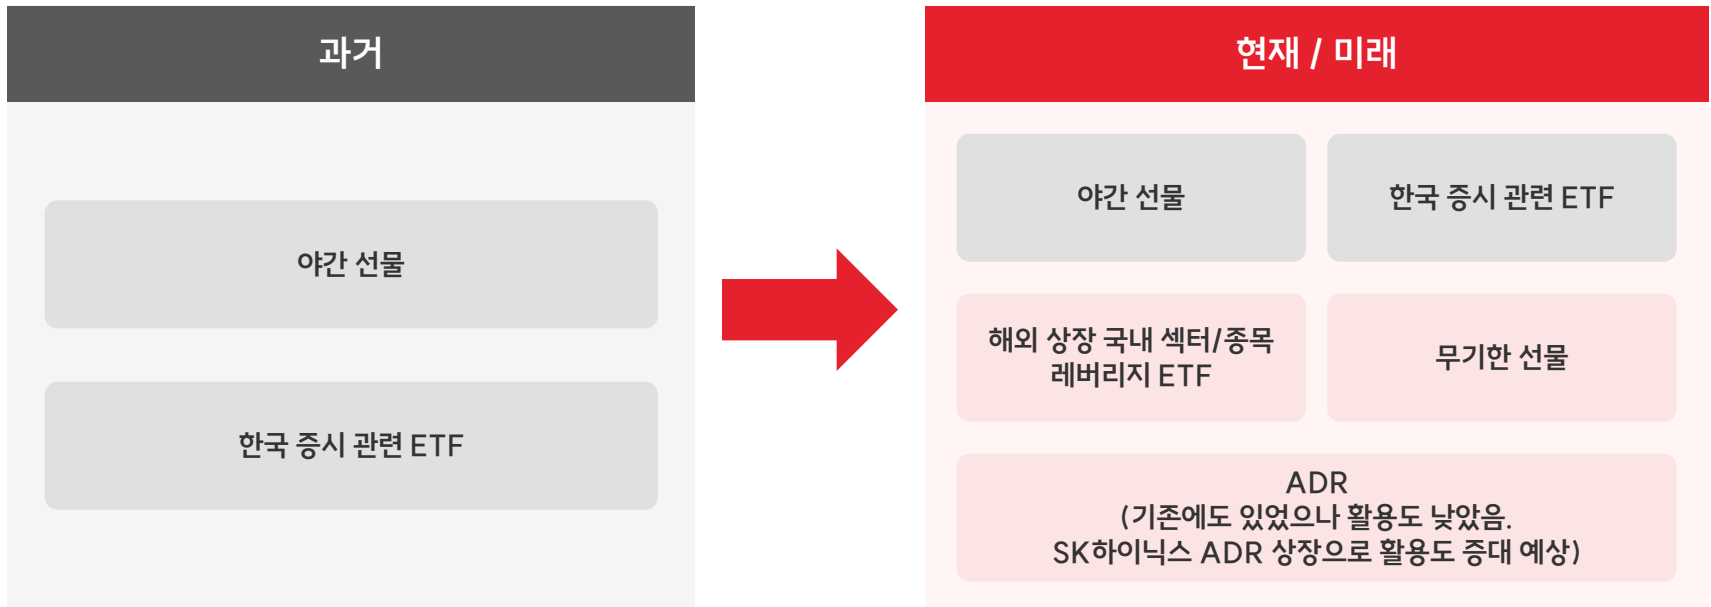 과거
야간 선물
한국 증시 관련 ETF
현재 / 미래
야간 선물
한국 증시 관련 ETF
해외 상장 국내 섹터/종목
레버리지 ETF
무기한 선물
ADR
(기존에도 있었으나 활용도 낮았음.
SK하이닉스 ADR 상장으로 활용도 증대 예상)